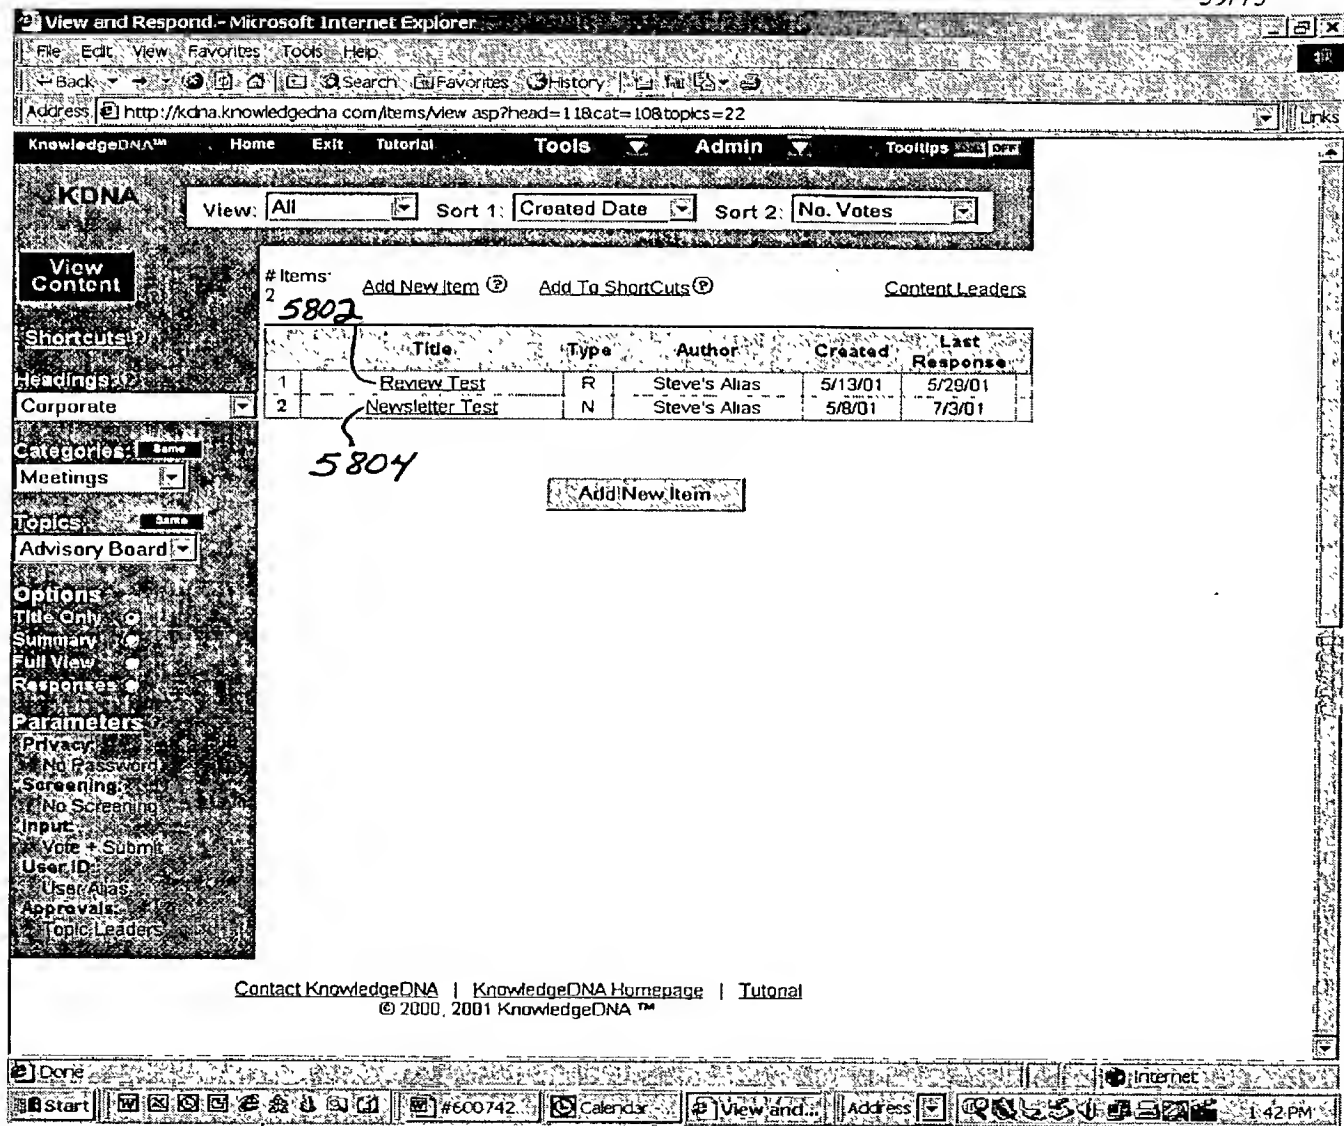 View and Respond - Microsoft Internet Explorer
File Edit View Favorites Tools Help
Back Search Favorites History
Address http://kdna.knowledgedna com/items/view asp?head=11&cat=10&topics=22 Links
KnowledgeDNA™ Home Exit Tutorial Tools Admin Tooltips OFF
KDNA
View: All Sort 1: Created Date Sort 2: No. Votes
View
Content
# Items:
2
Add New Item ? Add To ShortCuts ? Content Leaders
5802
Shortcuts
Title Type Author Created Last Response
Headings
1 Review Test R Steve's Alias 5/13/01 5/29/01
Corporate
2 Newsletter Test N Steve's Alias 5/8/01 7/3/01
Categories: Same
5804
Meetings
Add New Item
Topics Same
Advisory Board
Options
Title Only
Summary
Full View
Responses
Parameters
Privacy:
No Password
Screening:
No Screening
Input:
Vote + Submit
User ID:
User Alias
Approvals:
Topic Leaders
Contact KnowledgeDNA | KnowledgeDNA Homepage | Tutorial
© 2000, 2001 KnowledgeDNA ™
Done Internet
Start #600742... Calendar - View and... Address 1:42 PM